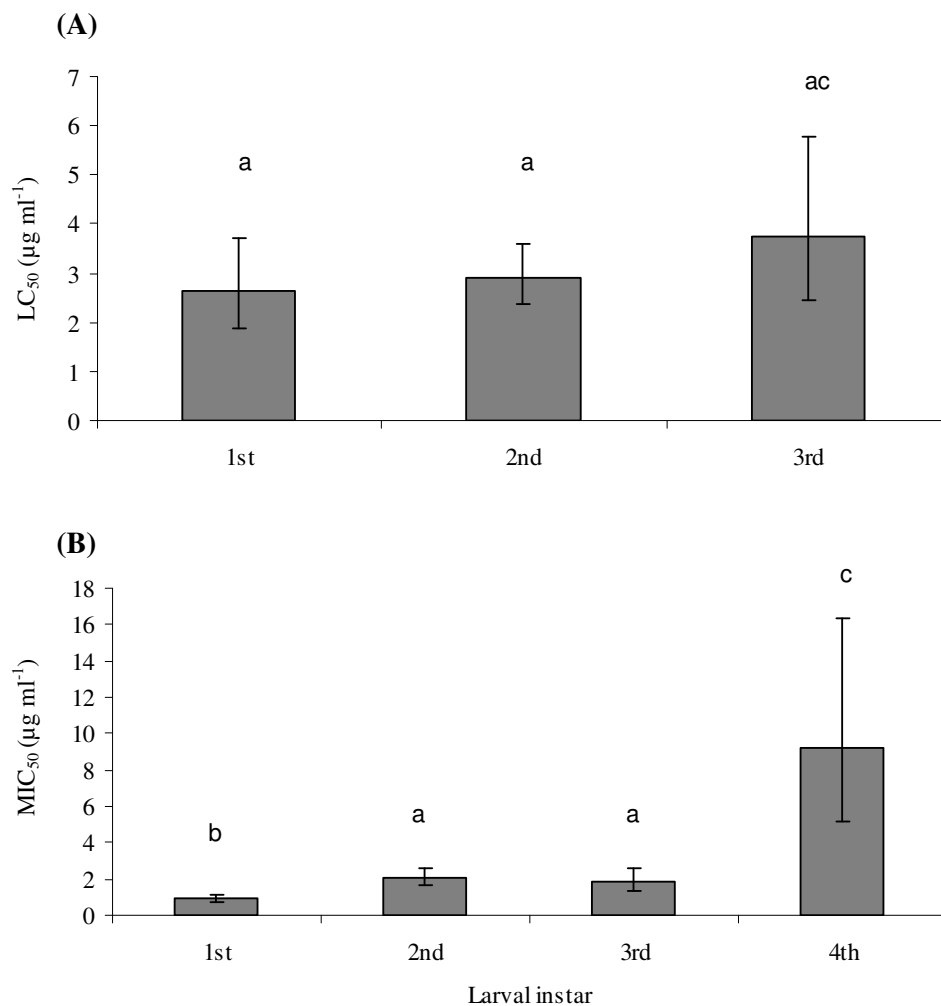 (A)
7
6
5
4
3
2
1
0
LC₅₀ (µg ml⁻¹)
a
a
ac
1st
2nd
3rd
(B)
18
16
14
12
10
8
6
4
2
0
MIC₅₀ (µg ml⁻¹)
b
a
a
c
1st
2nd
3rd
4th
Larval instar